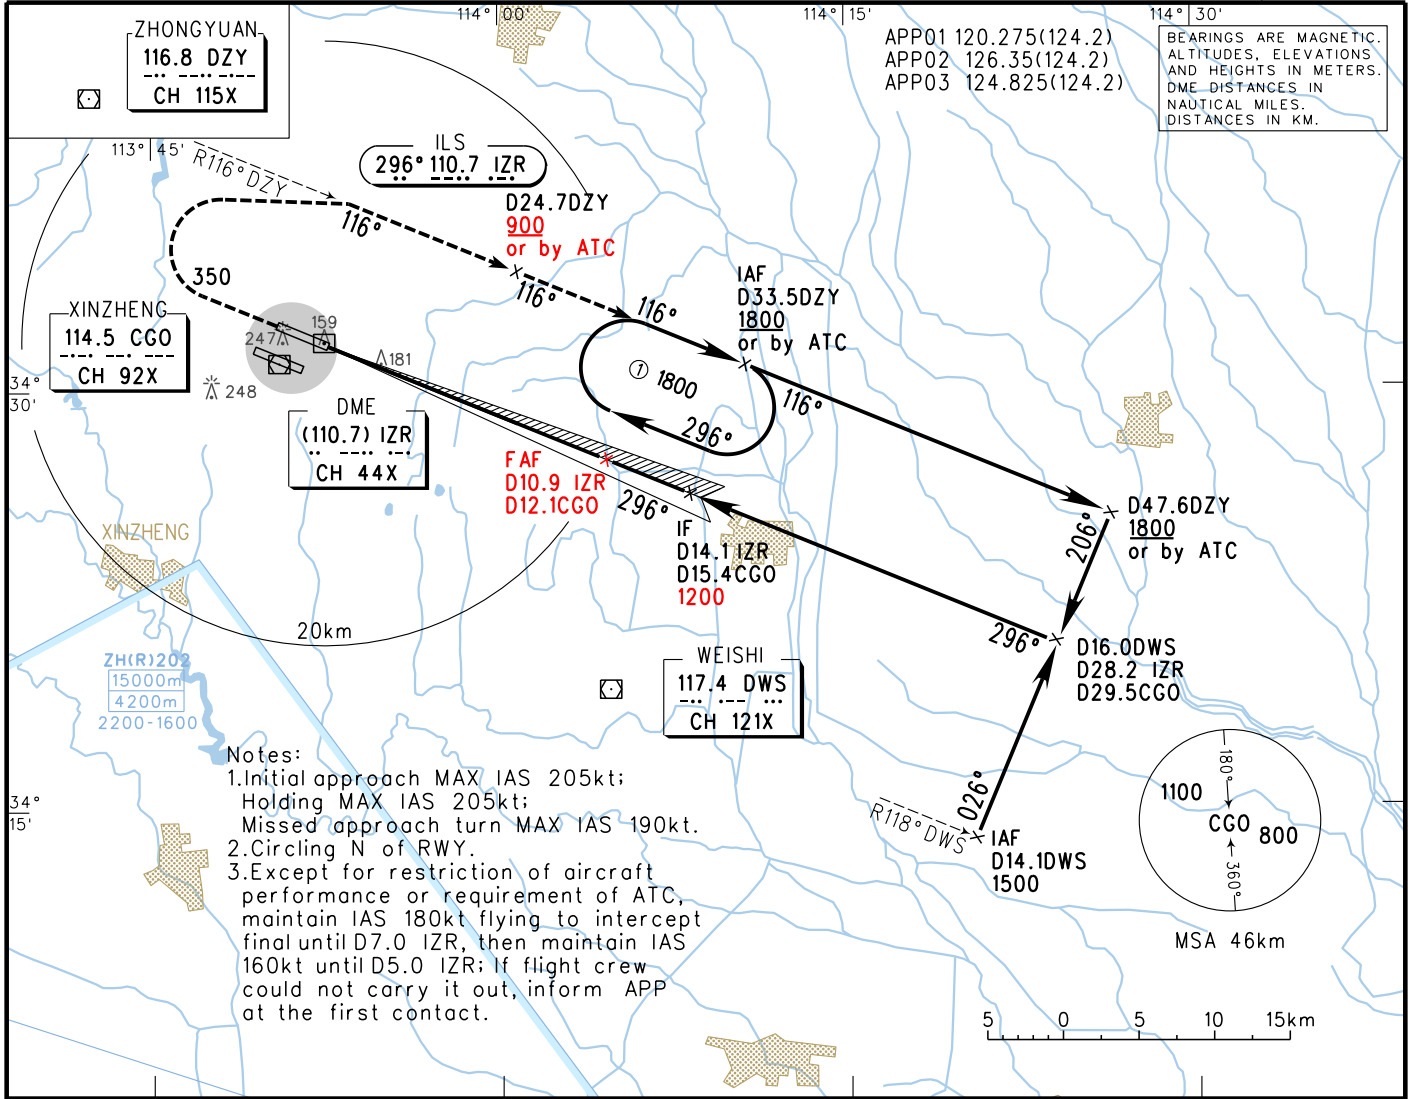 114° 00'
114° 15'
114° 30'
ZHONGYUAN
116.8 DZY
CH 115X
APP01 120.275(124.2)
APP02 126.35(124.2)
APP03 124.825(124.2)
BEARINGS ARE MAGNETIC.
ALTITUDES, ELEVATIONS
AND HEIGHTS IN METERS.
DME DISTANCES IN
NAUTICAL MILES.
DISTANCES IN KM.
113° 45'
R116° DZY
ILS
296° 110.7 IZR
D24.7DZY
900
or by ATC
116°
116°
116°
350
IAF
D33.5DZY
1800
or by ATC
XINZHENG
114.5 CGO
CH 92X
247
159
181
248
① 1800
116°
296°
34°
30'
DME
(110.7) IZR
CH 44X
FAF
D10.9 IZR
D12.1CGO
296°
IF
D14.1 IZR
D15.4CGO
1200
D47.6DZY
1800
or by ATC
206°
XINZHENG
20km
296°
D16.0DWS
D28.2 IZR
D29.5CGO
ZH(R)202
15000m
4200m
2200-1600
WEISHI
117.4 DWS
CH 121X
Notes:
1.Initial approach MAX IAS 205kt;
Holding MAX IAS 205kt;
Missed approach turn MAX IAS 190kt.
2.Circling N of RWY.
3.Except for restriction of aircraft
performance or requirement of ATC,
maintain IAS 180kt flying to intercept
final until D7.0 IZR, then maintain IAS
160kt until D5.0 IZR; If flight crew
could not carry it out, inform APP
at the first contact.
34°
15'
026°
R118° DWS
IAF
D14.1DWS
1500
180°
1100
CGO
800
360°
MSA 46km
5 0 5 10 15km